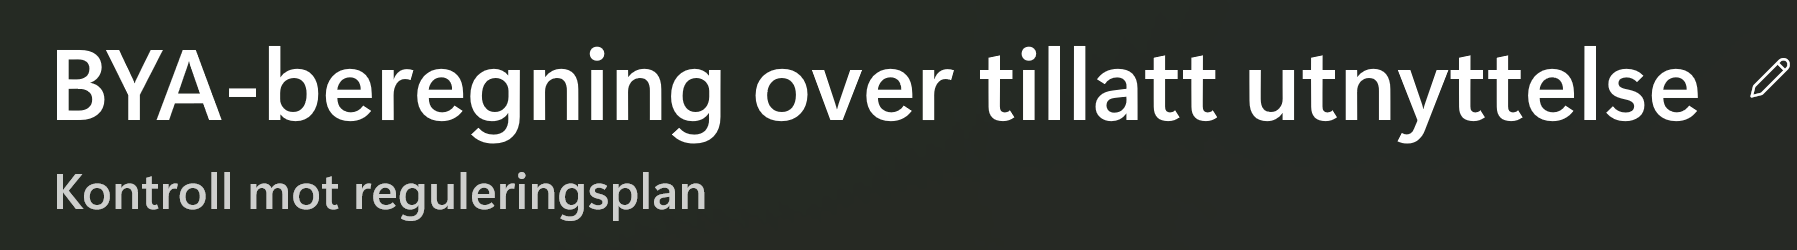 BYA-beregning over tillatt utnyttelse
Kontroll mot reguleringsplan